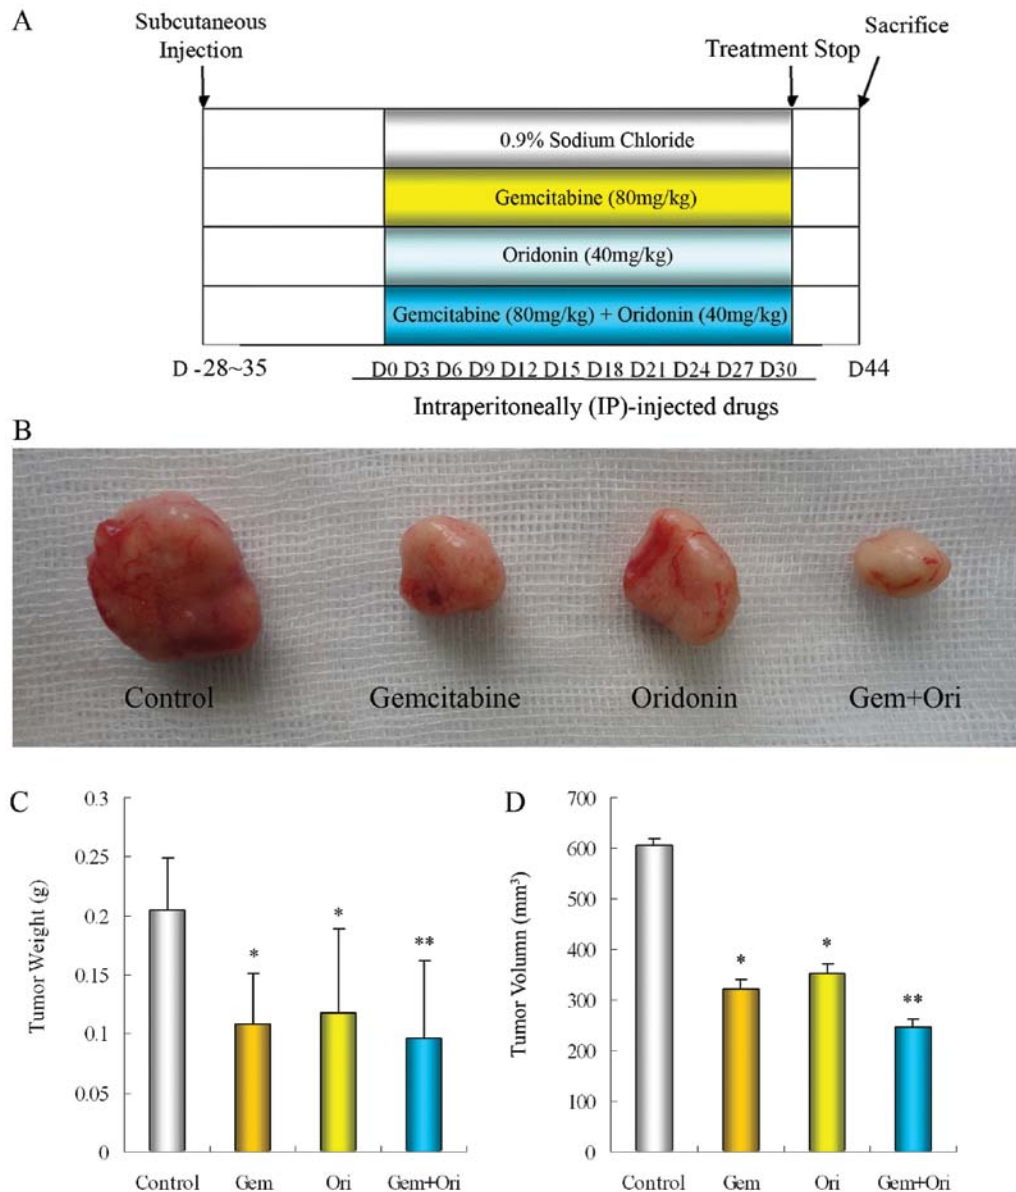 A
Subcutaneous
Injection
Treatment Stop
Sacrifice
0.9% Sodium Chloride
Gemcitabine (80mg/kg)
Oridonin (40mg/kg)
Gemcitabine (80mg/kg) + Oridonin (40mg/kg)
D -28~35 D0 D3 D6 D9 D12 D15 D18 D21 D24 D27 D30 D44
Intraperitoneally (IP)-injected drugs
B
Control Gemcitabine Oridonin Gem+Ori
C
Tumor Weight (g)
0.3
0.25
0.2
0.15
0.1
0.05
0
* * **
Control Gem Ori Gem+Ori
D
Tumor Volumn (mm³)
700
600
500
400
300
200
100
0
* * **
Control Gem Ori Gem+Ori